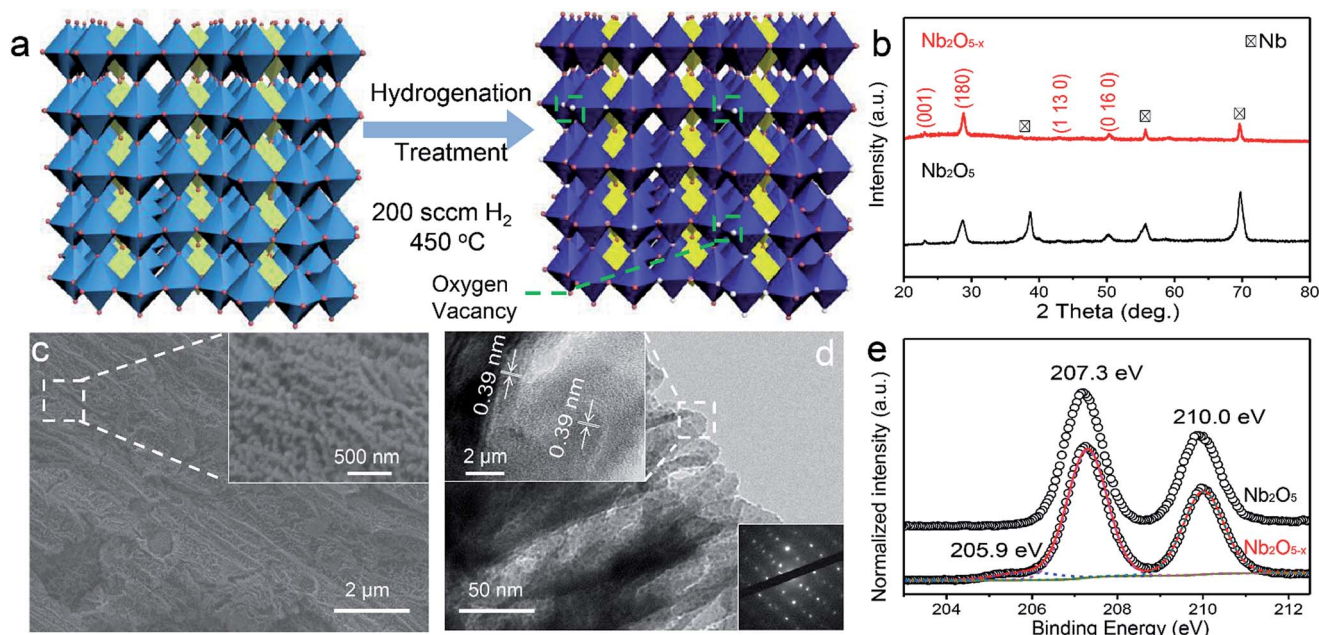 a
Hydrogenation
Treatment
200 sccm H₂
450 °C
Oxygen
Vacancy
b
Nb₂O₅₋ₓ
⊠Nb
(001)
(180)
(1 13 0)
(0 16 0)
Nb₂O₅
Intensity (a.u.)
20 30 40 50 60 70 80
2 Theta (deg.)
c
500 nm
2 μm
d
0.39 nm
0.39 nm
2 μm
50 nm
e
207.3 eV
210.0 eV
Nb₂O₅
205.9 eV
Nb₂O₅₋ₓ
Normalized intensity (a.u.)
204 206 208 210 212
Binding Energy (eV)